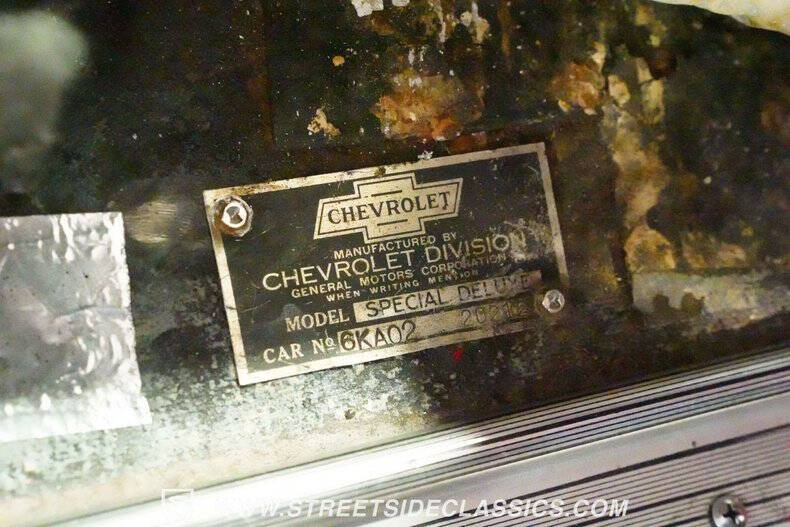 CHEVROLET
MANUFACTURED BY
CHEVROLET DIVISION
GENERAL MOTORS CORPORATION
WHEN WRITING MENTION
MODEL SPECIAL DELUXE
CAR No 6KA02
WWW.STREETSIDECLASSICS.COM